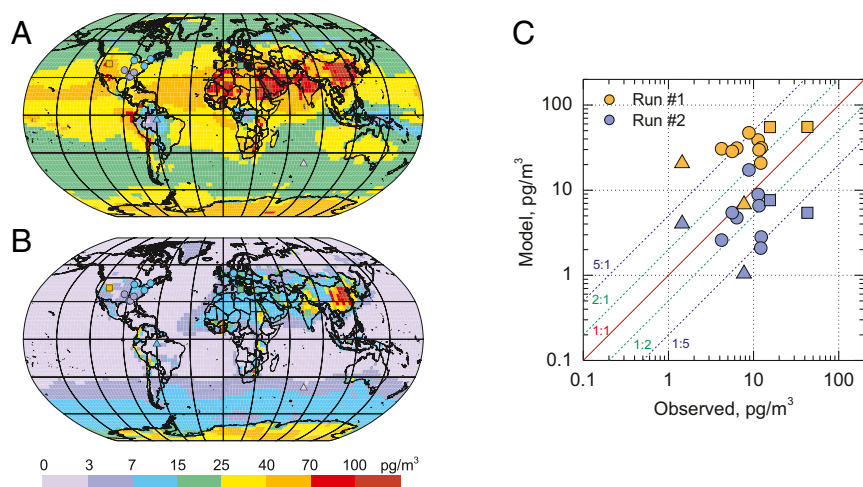 A
B
0 3 7 15 25 40 70 100 pg/m³
C
Run #1
Run #2
Model, pg/m³
100
10
1
0.1
5:1
2:1
1:1
1:2
1:5
0.1 1 10 100
Observed, pg/m³